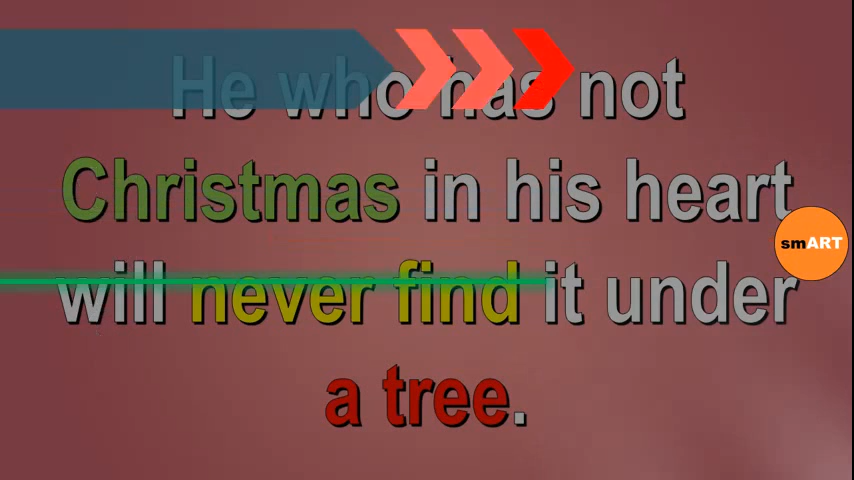 He who has not
Christmas in his heart
will never find it under
a tree.
smART